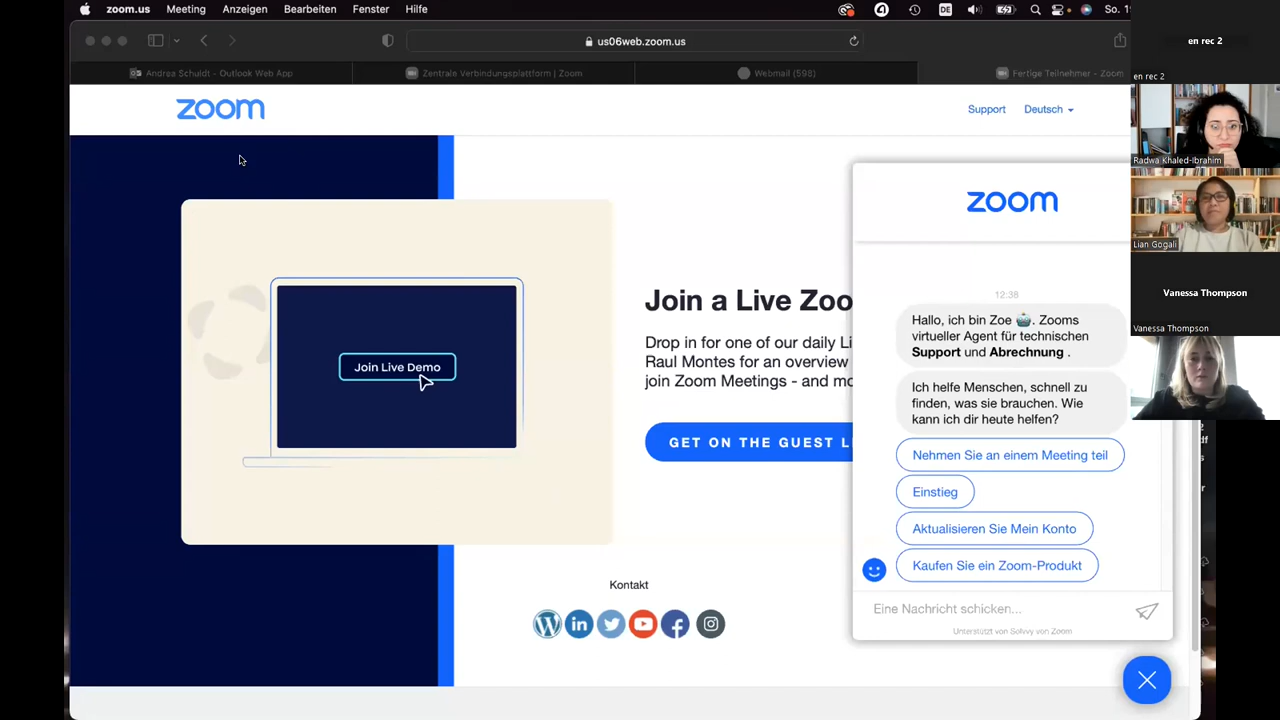 zoom.us Meeting Anzeigen Bearbeiten Fenster Hilfe DE So. 1
us06web.zoom.us
Andrea Schuldt - Outlook Web App
Zentrale Verbindungsplattform | Zoom
Webmail (598)
Fertige Teilnehmer - Zoom
zoom
Support Deutsch
Join Live Demo
Join a Live Zoo
Drop in for one of our daily Li
Raul Montes for an overview
join Zoom Meetings - and mo
GET ON THE GUEST L
Kontakt
zoom
12:38
Hallo, ich bin Zoe 🤖. Zooms
virtueller Agent für technischen
Support und Abrechnung .
Ich helfe Menschen, schnell zu
finden, was sie brauchen. Wie
kann ich dir heute helfen?
Nehmen Sie an einem Meeting teil
Einstieg
Aktualisieren Sie Mein Konto
Kaufen Sie ein Zoom-Produkt
Eine Nachricht schicken...
Unterstützt von Solvvy von Zoom
en rec 2
en rec 2
Radwa Khaled-Ibrahim
Lian Gogali
Vanessa Thompson
Vanessa Thompson